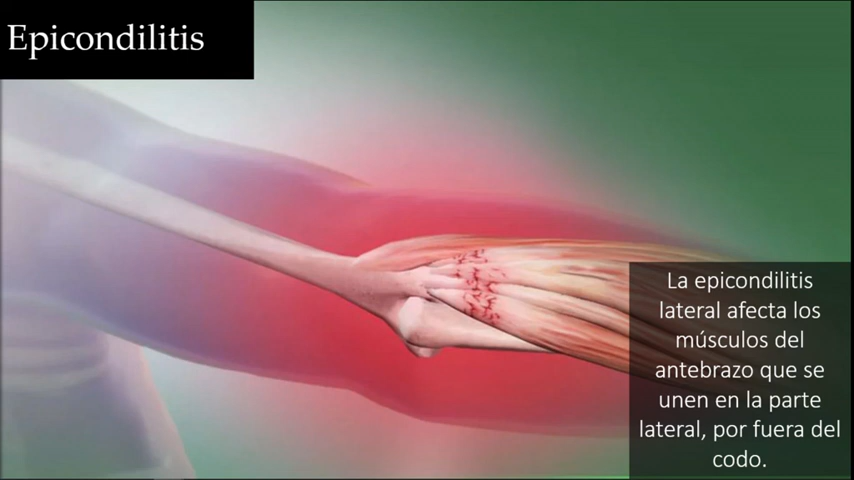 Epicondilitis
La epicondilitis
lateral afecta los
músculos del
antebrazo que se
unen en la parte
lateral, por fuera del
codo.